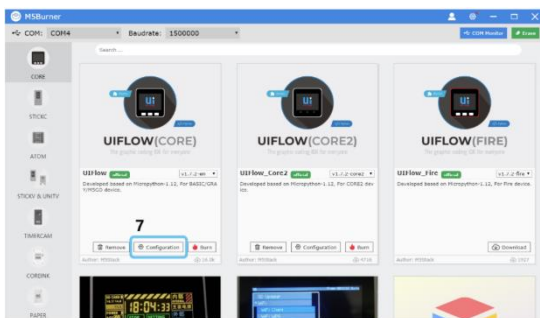 M5Burner
COM: COM4
Baudrate: 1500000
COM Monitor
Erase
Search...
CORE
STICKC
ATOM
STICKV & UNITV
TIMERCAM
COREINK
PAPER
UIFLOW(CORE)
UIFlow
v1.7.2-en
Developed based on Micropython-1.12, For BASIC/GRA
Y/M5GO device.
7
Remove
Configuration
Burn
Author: M5Stack
UIFLOW(CORE2)
UIFlow_Core2
v1.7.2-core2
Developed based on Micropython-1.12, For CORE2 dev
ice.
Remove
Configuration
Burn
Author: M5Stack
UIFLOW(FIRE)
UIFlow_Fire
v1.7.2-fire
Developed based on Micropython-1.12, For Fire device.
Download
Author: M5Stack
18:04:33